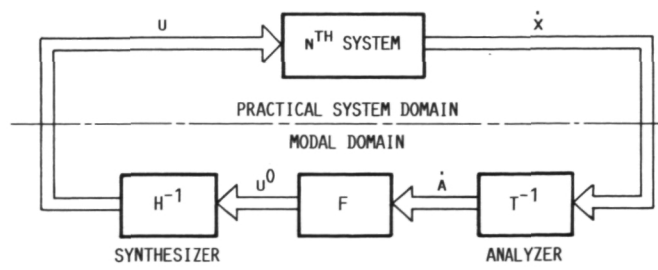 U
Nᵀᴴ SYSTEM
Ẋ
PRACTICAL SYSTEM DOMAIN
MODAL DOMAIN
H⁻¹
U⁰
F
Ȧ
T⁻¹
SYNTHESIZER
ANALYZER